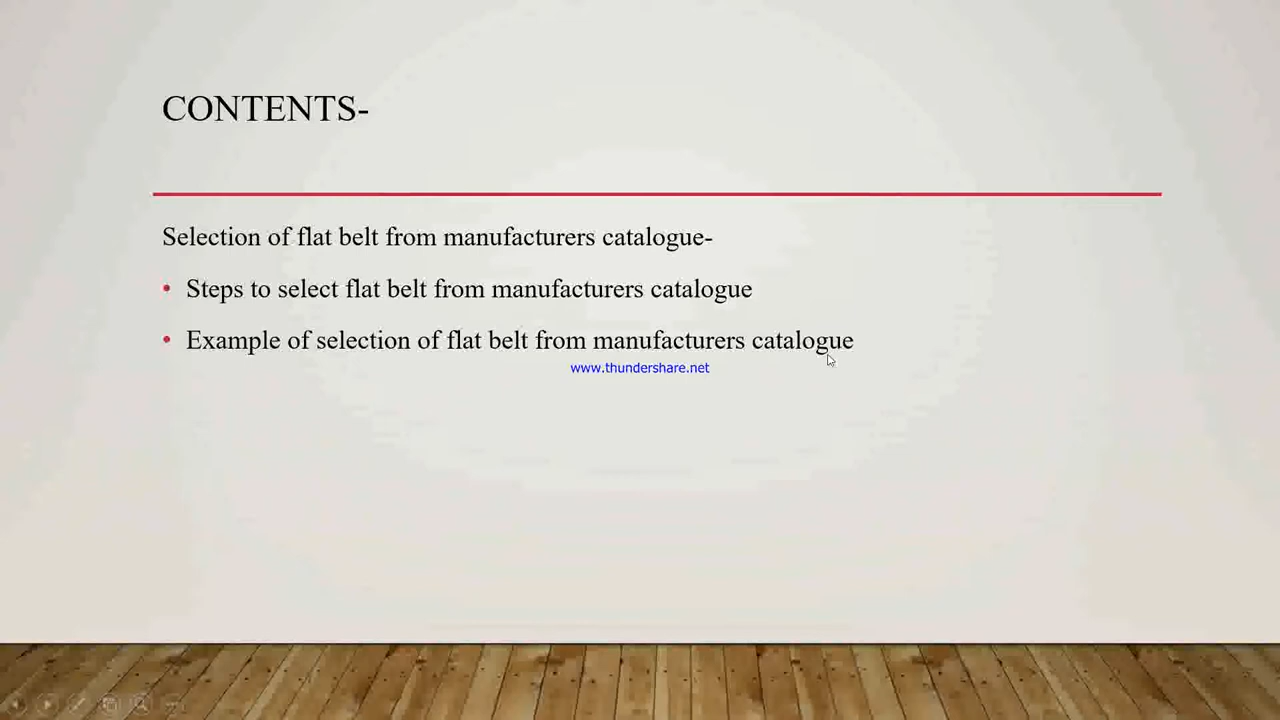 CONTENTS-
Selection of flat belt from manufacturers catalogue-
• Steps to select flat belt from manufacturers catalogue
• Example of selection of flat belt from manufacturers catalogue
www.thundershare.net